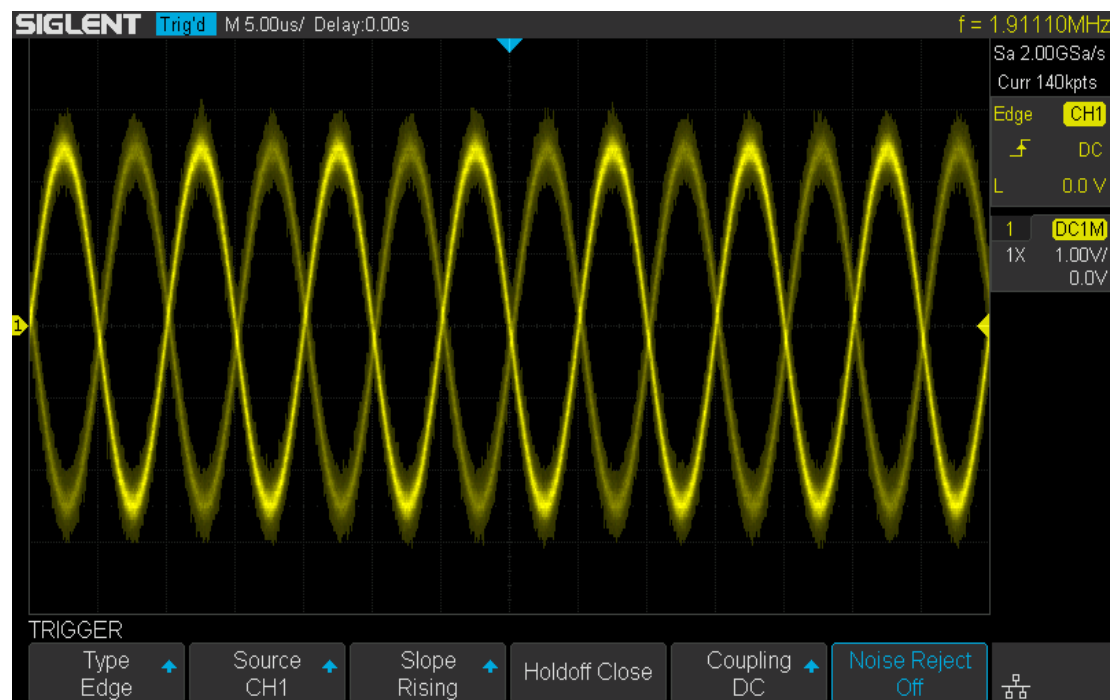 SIGLENT Trig'd M 5.00us/ Delay:0.00s f = 1.91110MHz
Sa 2.00GSa/s
Curr 140kpts
Edge CH1
DC
L 0.0 V
1 DC1M
1X 1.00V/
0.0V
1
TRIGGER
Type Edge
Source CH1
Slope Rising
Holdoff Close
Coupling DC
Noise Reject Off